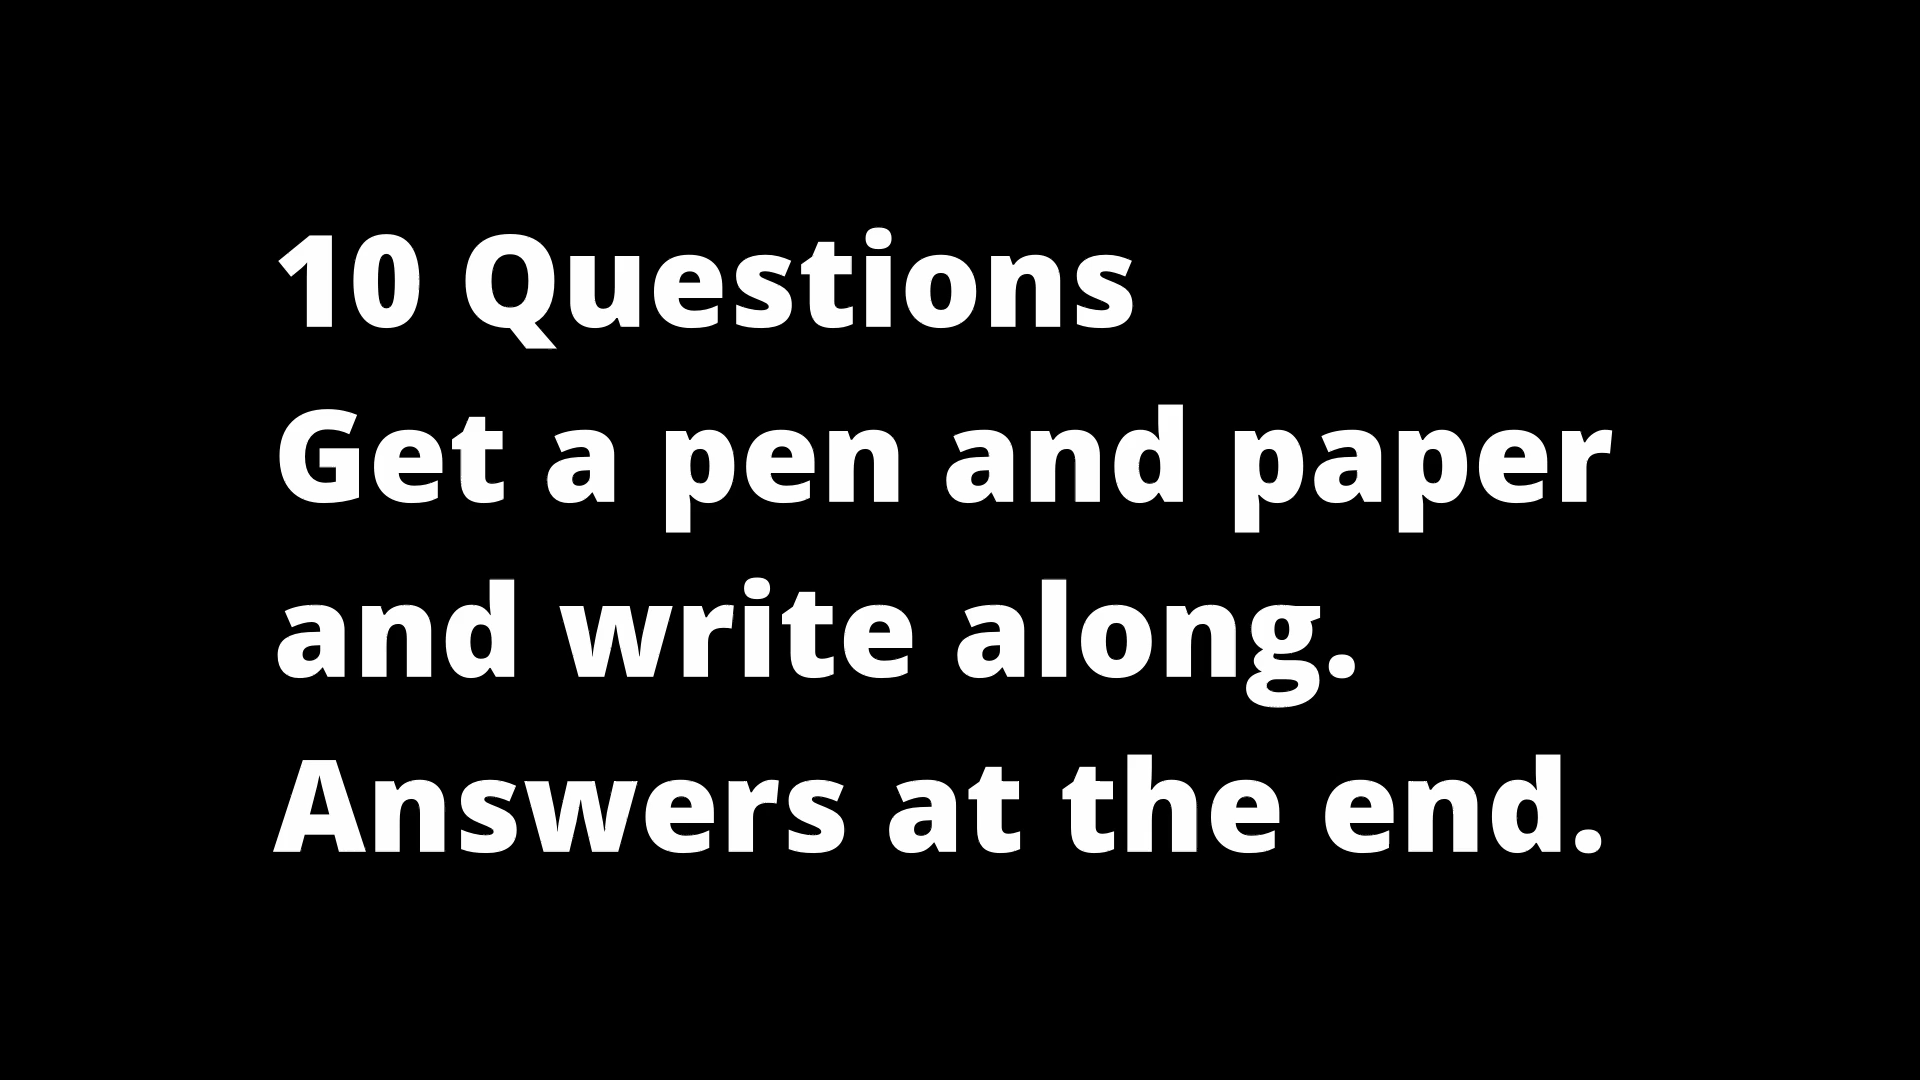 10 Questions
Get a pen and paper
and write along.
Answers at the end.